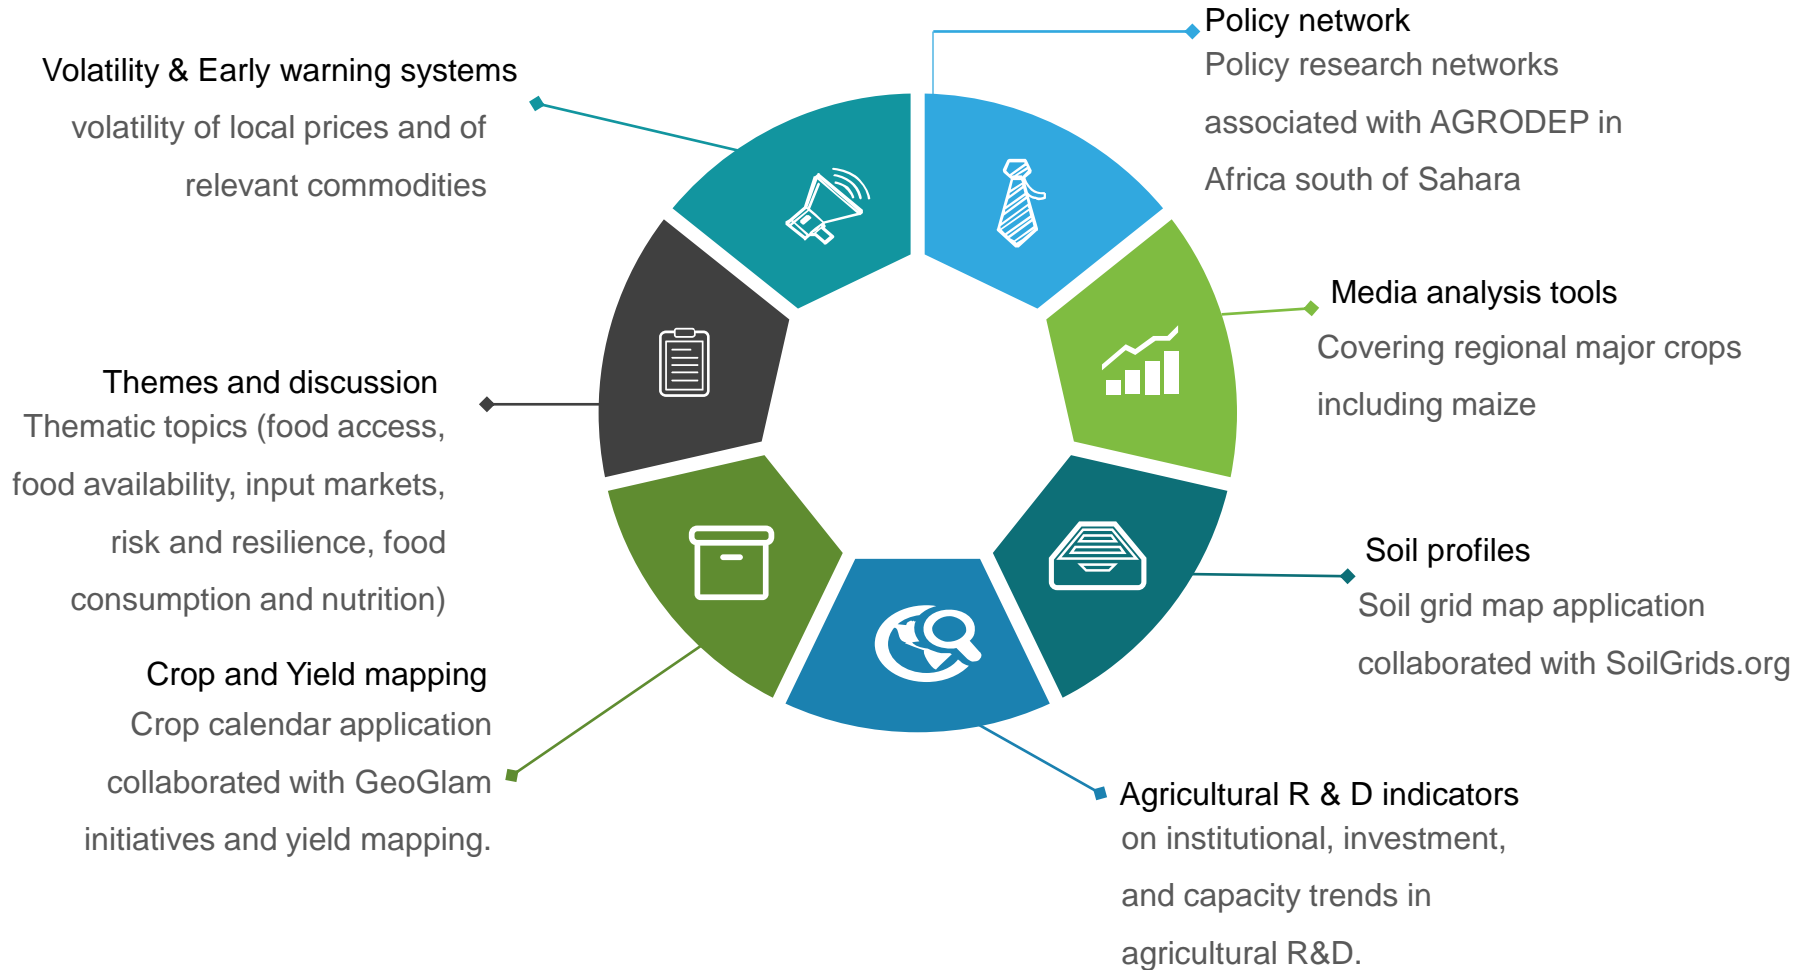 Policy network
Policy research networks
associated with AGRODEP in
Africa south of Sahara
Media analysis tools
Covering regional major crops
including maize
Soil profiles
Soil grid map application
collaborated with SoilGrids.org
Agricultural R & D indicators
on institutional, investment,
and capacity trends in
agricultural R&D.
Crop and Yield mapping
Crop calendar application
collaborated with GeoGlam
initiatives and yield mapping.
Themes and discussion
Thematic topics (food access,
food availability, input markets,
risk and resilience, food
consumption and nutrition)
Volatility & Early warning systems
volatility of local prices and of
relevant commodities